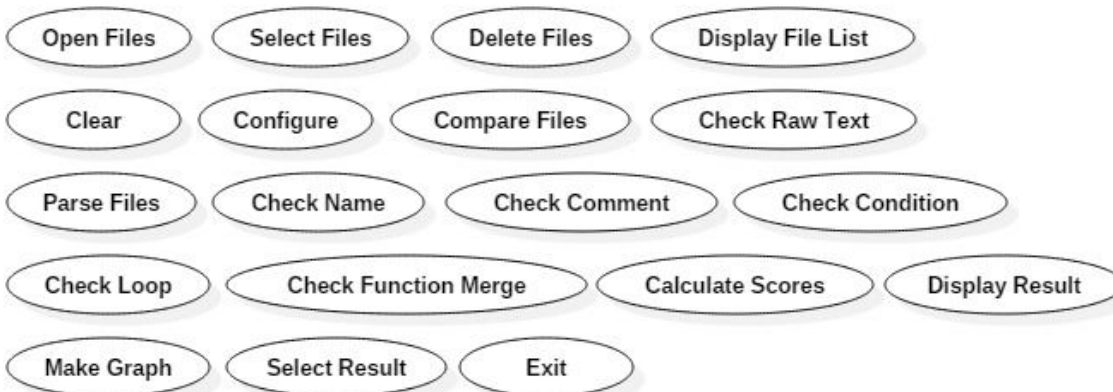 Open Files Select Files Delete Files Display File List
Clear Configure Compare Files Check Raw Text
Parse Files Check Name Check Comment Check Condition
Check Loop Check Function Merge Calculate Scores Display Result
Make Graph Select Result Exit